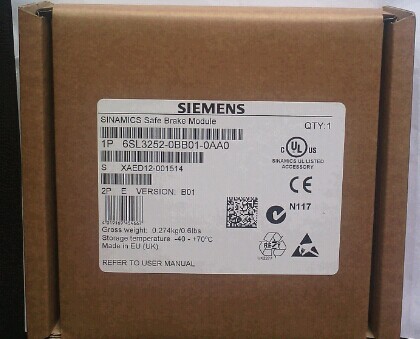 SIEMENS
SINAMICS Safe Brake Module
QTY:1
1P 6SL3252-0BB01-0AA0
S XAED12-001514
2P E VERSION: B01
C UL US
LISTED
ACCESSORY
CE
N117
Gross weight: 0.274kg/0.6lbs
Storage temperature: -40 - +70°C
Made in EU (UK)
REFER TO USER MANUAL